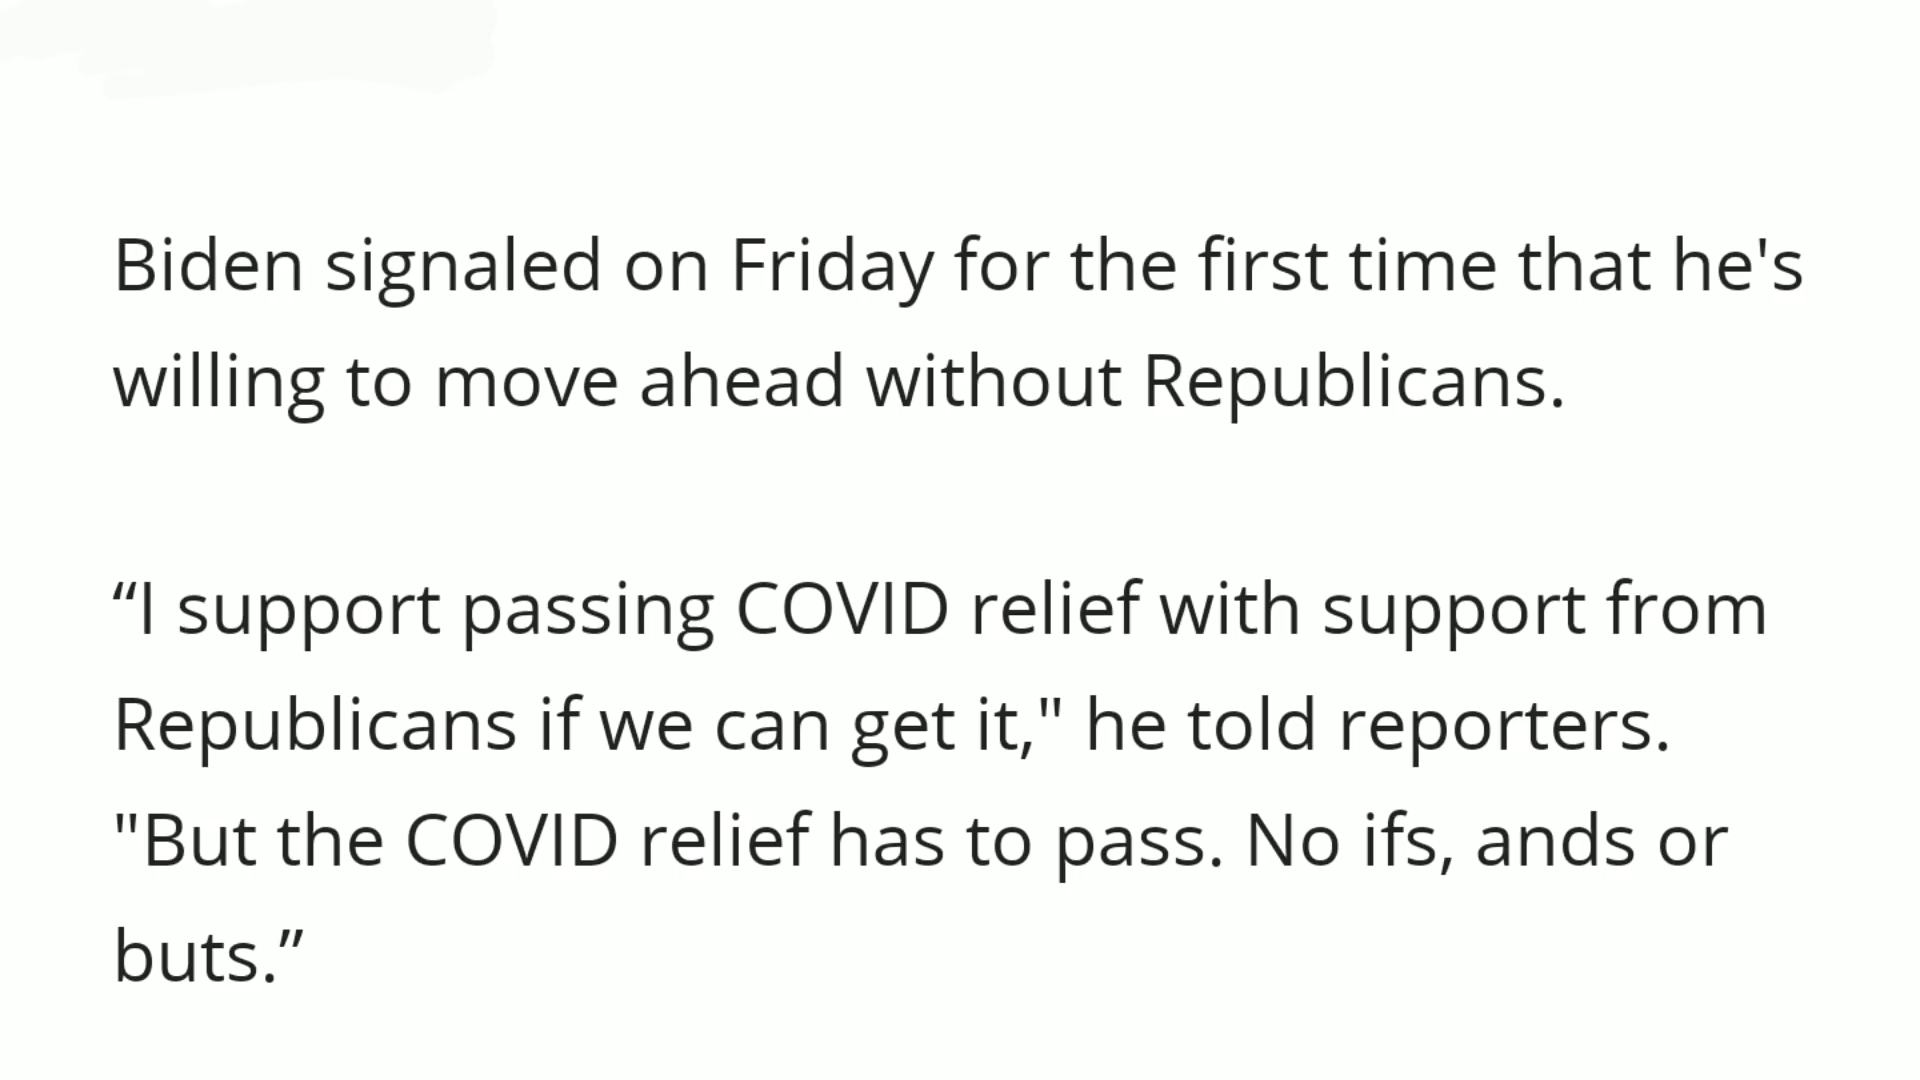 Biden signaled on Friday for the first time that he's
willing to move ahead without Republicans.
“I support passing COVID relief with support from
Republicans if we can get it," he told reporters.
"But the COVID relief has to pass. No ifs, ands or
buts.”